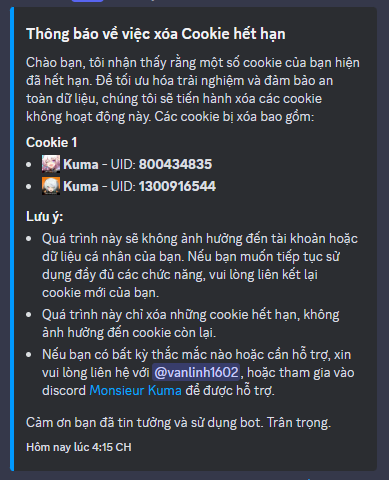 Thông báo về việc xóa Cookie hết hạn
Chào bạn, tôi nhận thấy rằng một số cookie của bạn hiện
đã hết hạn. Để tối ưu hóa trải nghiệm và đảm bảo an
toàn dữ liệu, chúng tôi sẽ tiến hành xóa các cookie
không hoạt động này. Các cookie bị xóa bao gồm:
Cookie 1
• Kuma - UID: 800434835
• Kuma - UID: 1300916544
Lưu ý:
• Quá trình này sẽ không ảnh hưởng đến tài khoản hoặc
dữ liệu cá nhân của bạn. Nếu bạn muốn tiếp tục sử
dụng đầy đủ các chức năng, vui lòng liên kết lại
cookie mới của bạn.
• Quá trình này chỉ xóa những cookie hết hạn, không
ảnh hưởng đến cookie còn lại.
• Nếu bạn có bất kỳ thắc mắc nào hoặc cần hỗ trợ, xin
vui lòng liên hệ với @vanlinh1602, hoặc tham gia vào
discord Monsieur Kuma để được hỗ trợ.
Cảm ơn bạn đã tin tưởng và sử dụng bot. Trân trọng.
Hôm nay lúc 4:15 CH